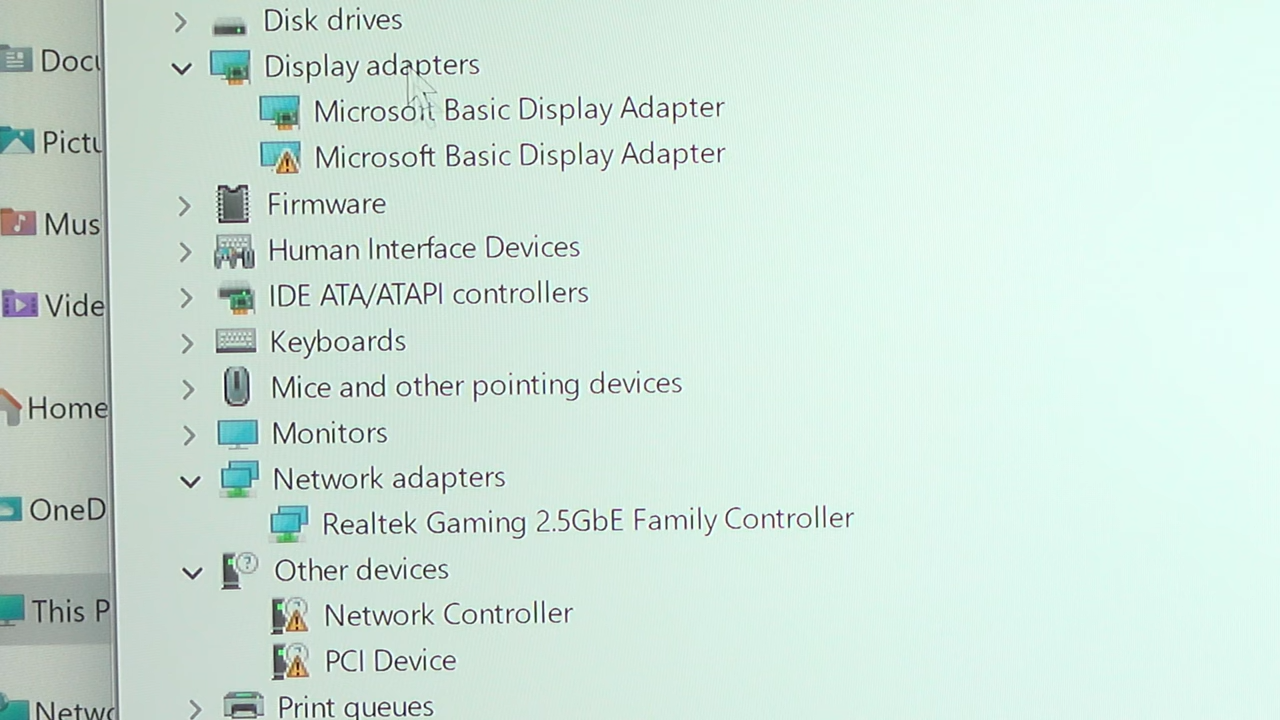 Disk drives
Docu
Display adapters
Microsoft Basic Display Adapter
Pictu
Microsoft Basic Display Adapter
Firmware
Mus
Human Interface Devices
IDE ATA/ATAPI controllers
Vide
Keyboards
Mice and other pointing devices
Home
Monitors
Network adapters
OneD
Realtek Gaming 2.5GbE Family Controller
Other devices
This P
Network Controller
PCI Device
Netwo
Print queues